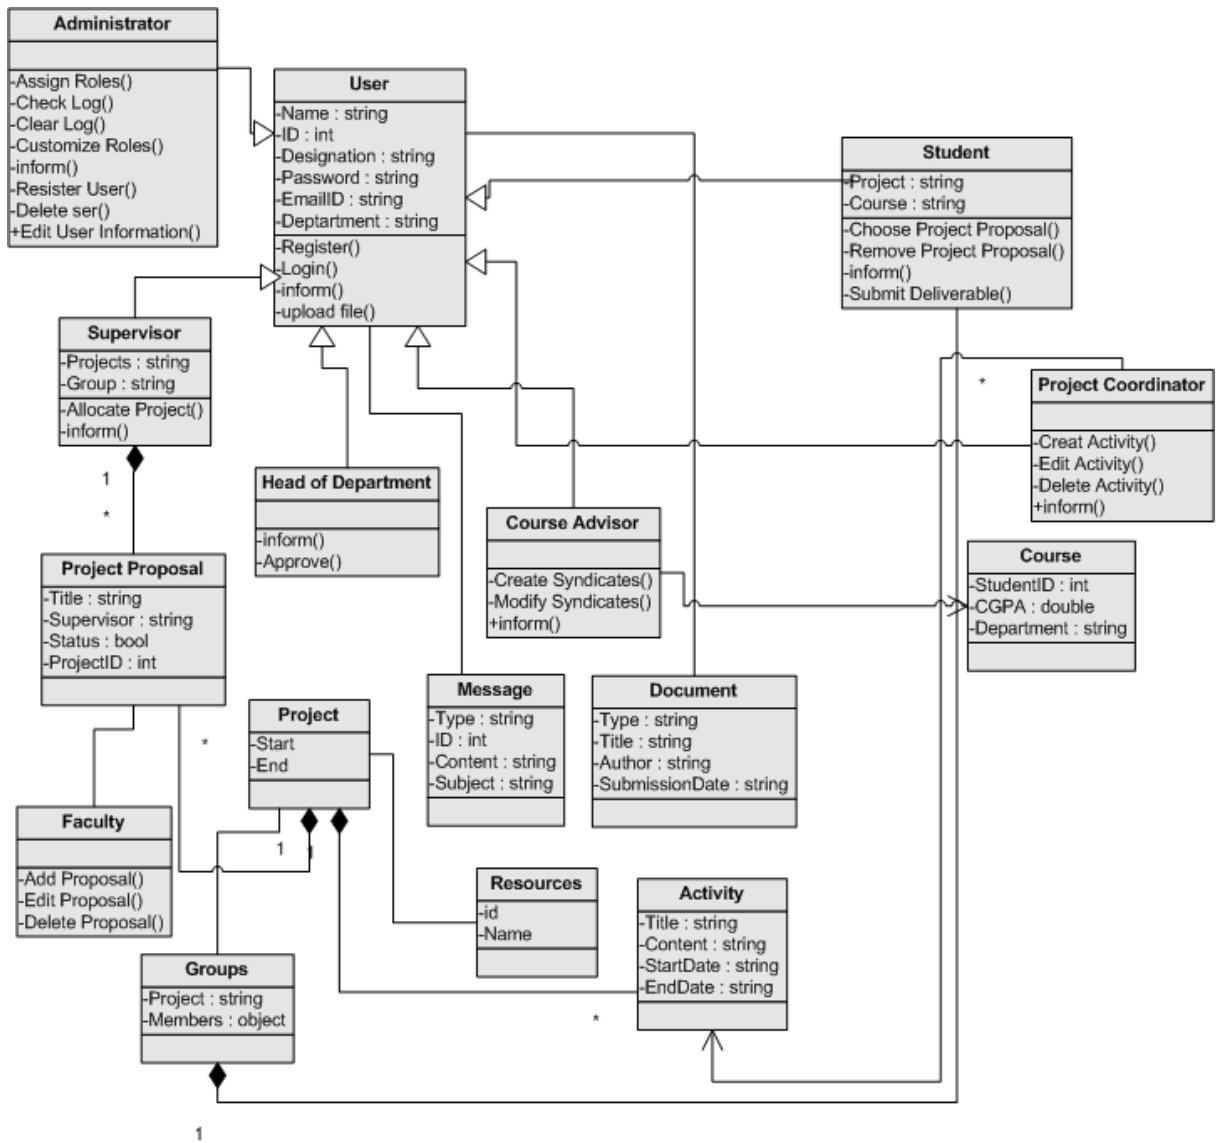 Administrator
-Assign Roles()
-Check Log()
-Clear Log()
-Customize Roles()
-inform()
-Resister User()
-Delete ser()
+Edit User Information()
User
-Name : string
-ID : int
-Designation : string
-Password : string
-EmailID : string
-Deptartment : string
-Register()
-Login()
-inform()
-upload file()
Student
-Project : string
-Course : string
-Choose Project Proposal()
-Remove Project Proposal()
-inform()
-Submit Deliverable()
Supervisor
-Projects : string
-Group : string
-Allocate Project()
-inform()
1
*
*
Project Coordinator
-Creat Activity()
-Edit Activity()
-Delete Activity()
+inform()
Head of Department
-inform()
-Approve()
Course Advisor
-Create Syndicates()
-Modify Syndicates()
+inform()
Course
-StudentID : int
-CGPA : double
-Department : string
Project Proposal
-Title : string
-Supervisor : string
-Status : bool
-ProjectID : int
*
Project
-Start
-End
1
1
Message
-Type : string
-ID : int
-Content : string
-Subject : string
Document
-Type : string
-Title : string
-Author : string
-SubmissionDate : string
Faculty
-Add Proposal()
-Edit Proposal()
-Delete Proposal()
Resources
-id
-Name
Activity
-Title : string
-Content : string
-StartDate : string
-EndDate : string
*
Groups
-Project : string
-Members : object
1